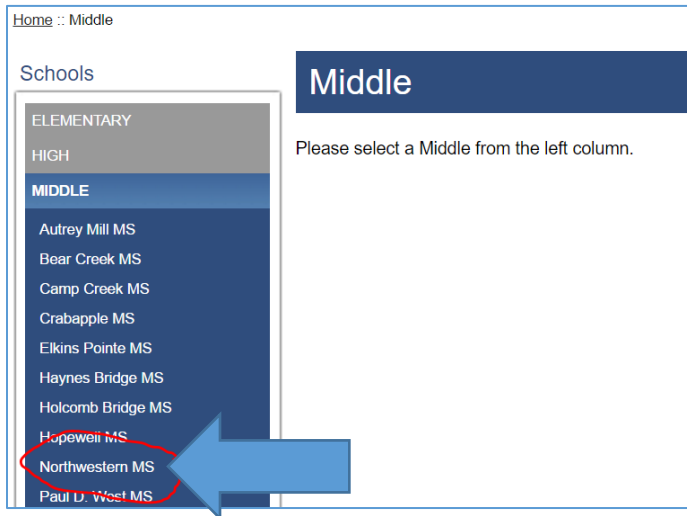 Home :: Middle
Schools
ELEMENTARY
HIGH
MIDDLE
Autrey Mill MS
Bear Creek MS
Camp Creek MS
Crabapple MS
Elkins Pointe MS
Haynes Bridge MS
Holcomb Bridge MS
Hopewell MS
Northwestern MS
Paul D. West MS
Middle
Please select a Middle from the left column.